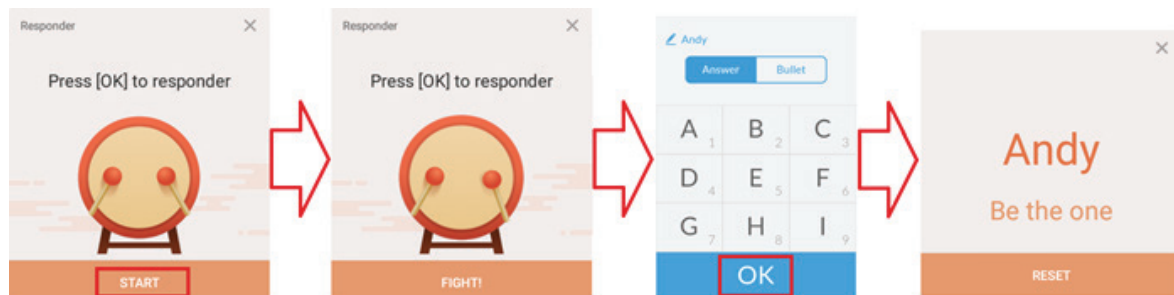 Responder ×
Press [OK] to responder
START
Responder ×
Press [OK] to responder
FIGHT!
Andy
Answer Bullet
A 1 B 2 C 3
D 4 E 5 F 6
G 7 H 8 I 9
OK
×
Andy
Be the one
RESET